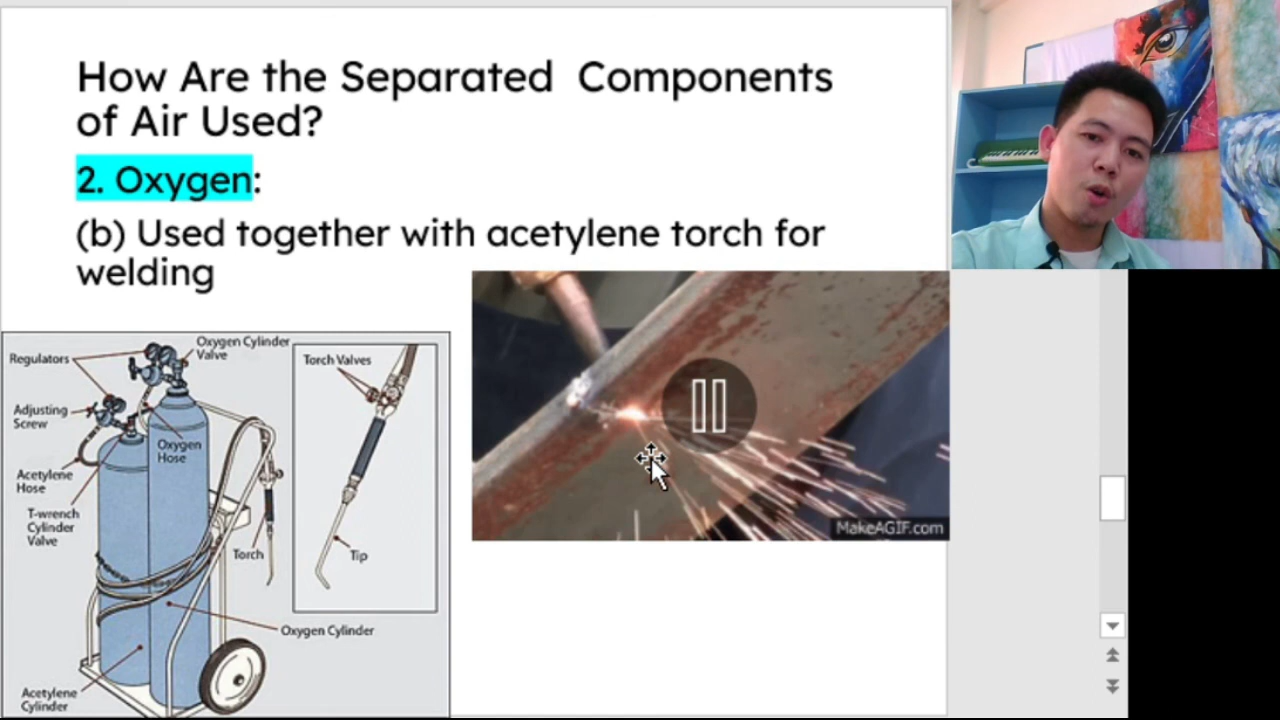 How Are the Separated Components
of Air Used?
2. Oxygen:
(b) Used together with acetylene torch for
welding
Regulators
Oxygen Cylinder
Valve
Torch Valves
Adjusting
Screw
Oxygen
Hose
Acetylene
Hose
T-wrench
Cylinder
Valve
Torch
Tip
Oxygen Cylinder
Acetylene
Cylinder
MakeAGIF.com